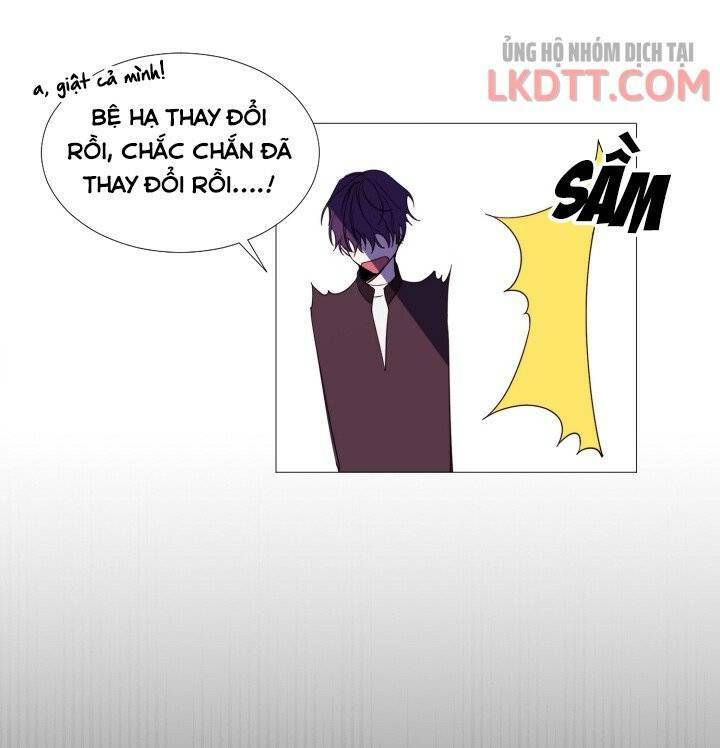 ỦNG HỘ NHÓM DỊCH TẠI
LKDTT.COM
a, giật cả mình!
BỆ HẠ THAY ĐỔI
RỒI, CHẮC CHẮN ĐÃ
THAY ĐỔI RỒI....!
SẦM